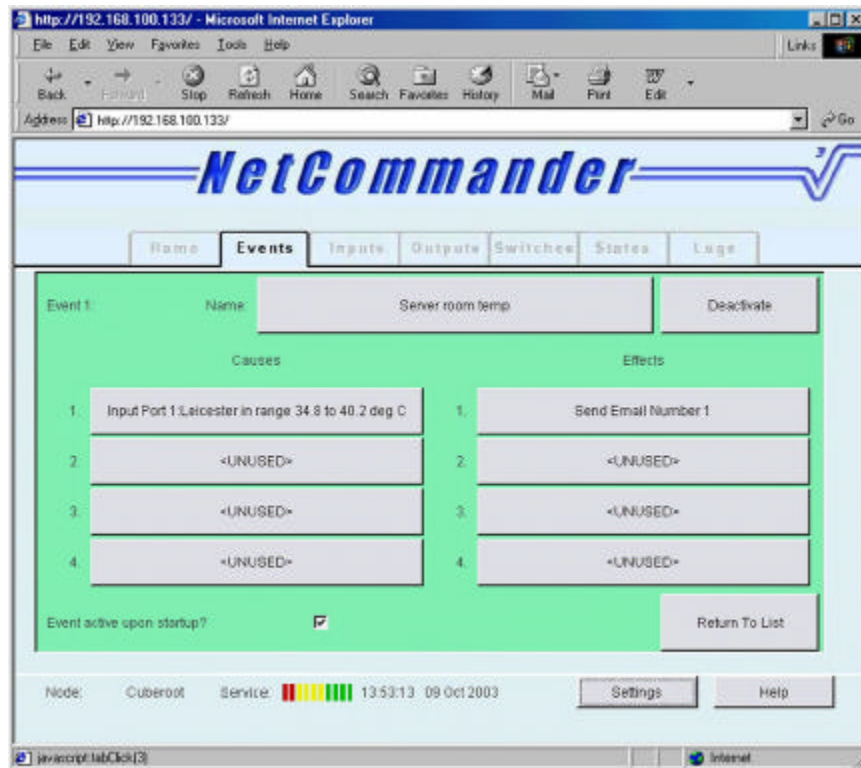 http://192.168.100.133/ - Microsoft Internet Explorer
File Edit View Favorites Tools Help Links
Back Forward Stop Refresh Home Search Favorites History Mail Print Edit
Address http://192.168.100.133/ Go
NetCommander 3
Home Events Inputs Outputs Switches States Logs
Event 1: Name: Server room temp Deactivate
Causes Effects
1. Input Port 1:Leicester in range 34.8 to 40.2 deg C 1. Send Email Number 1
2. <UNUSED> 2. <UNUSED>
3. <UNUSED> 3. <UNUSED>
4. <UNUSED> 4. <UNUSED>
Event active upon startup? Return To List
Node: Cuberoot Service: 13:53:13 09 Oct 2003 Settings Help
javascript:tabClick(3) Internet